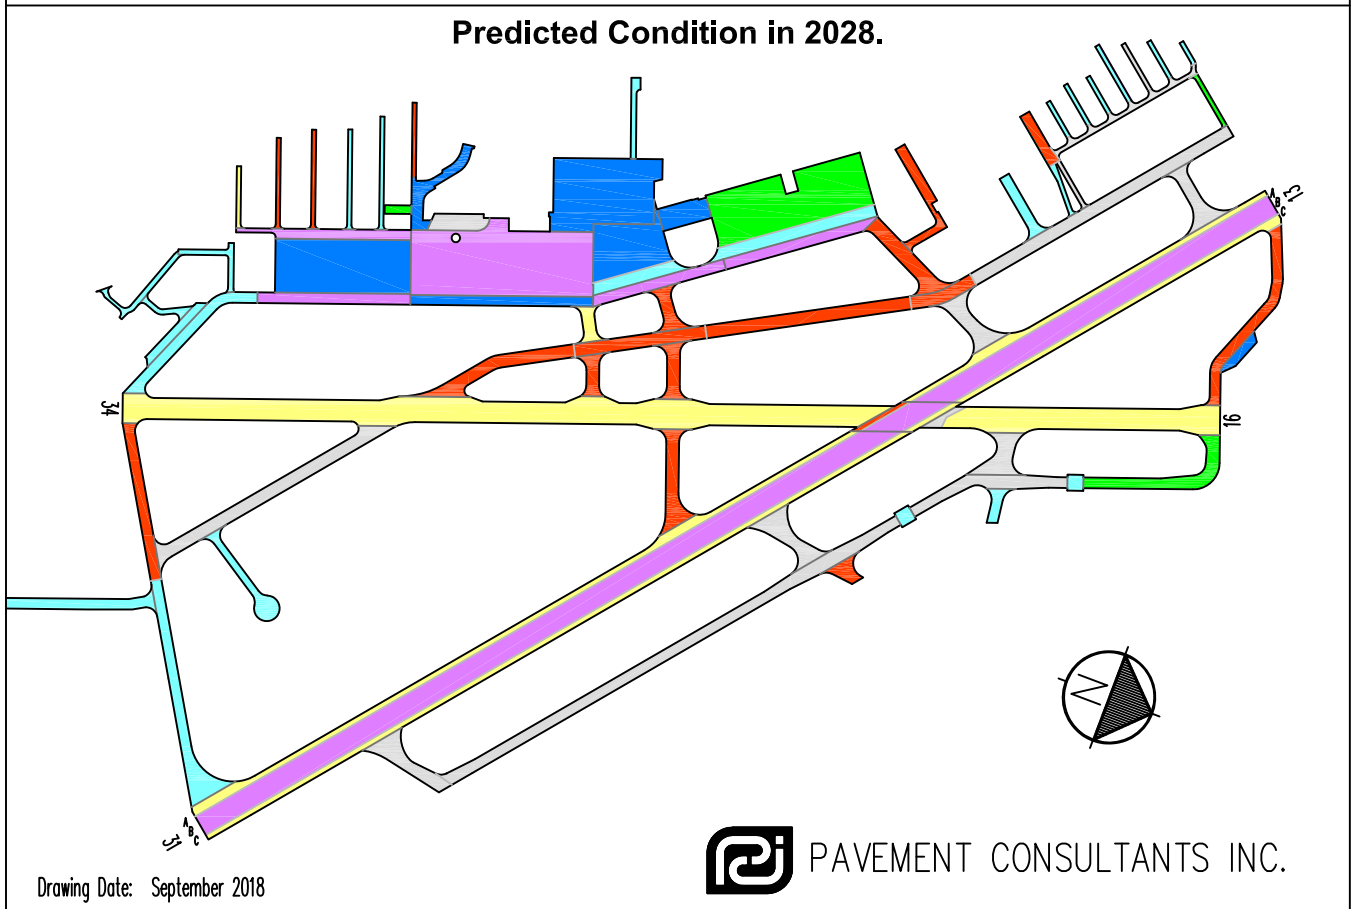 Predicted Condition in 2028.
A
B
C
13
34
16
N
A
B
C
31
PAVEMENT CONSULTANTS INC.
Drawing Date: September 2018